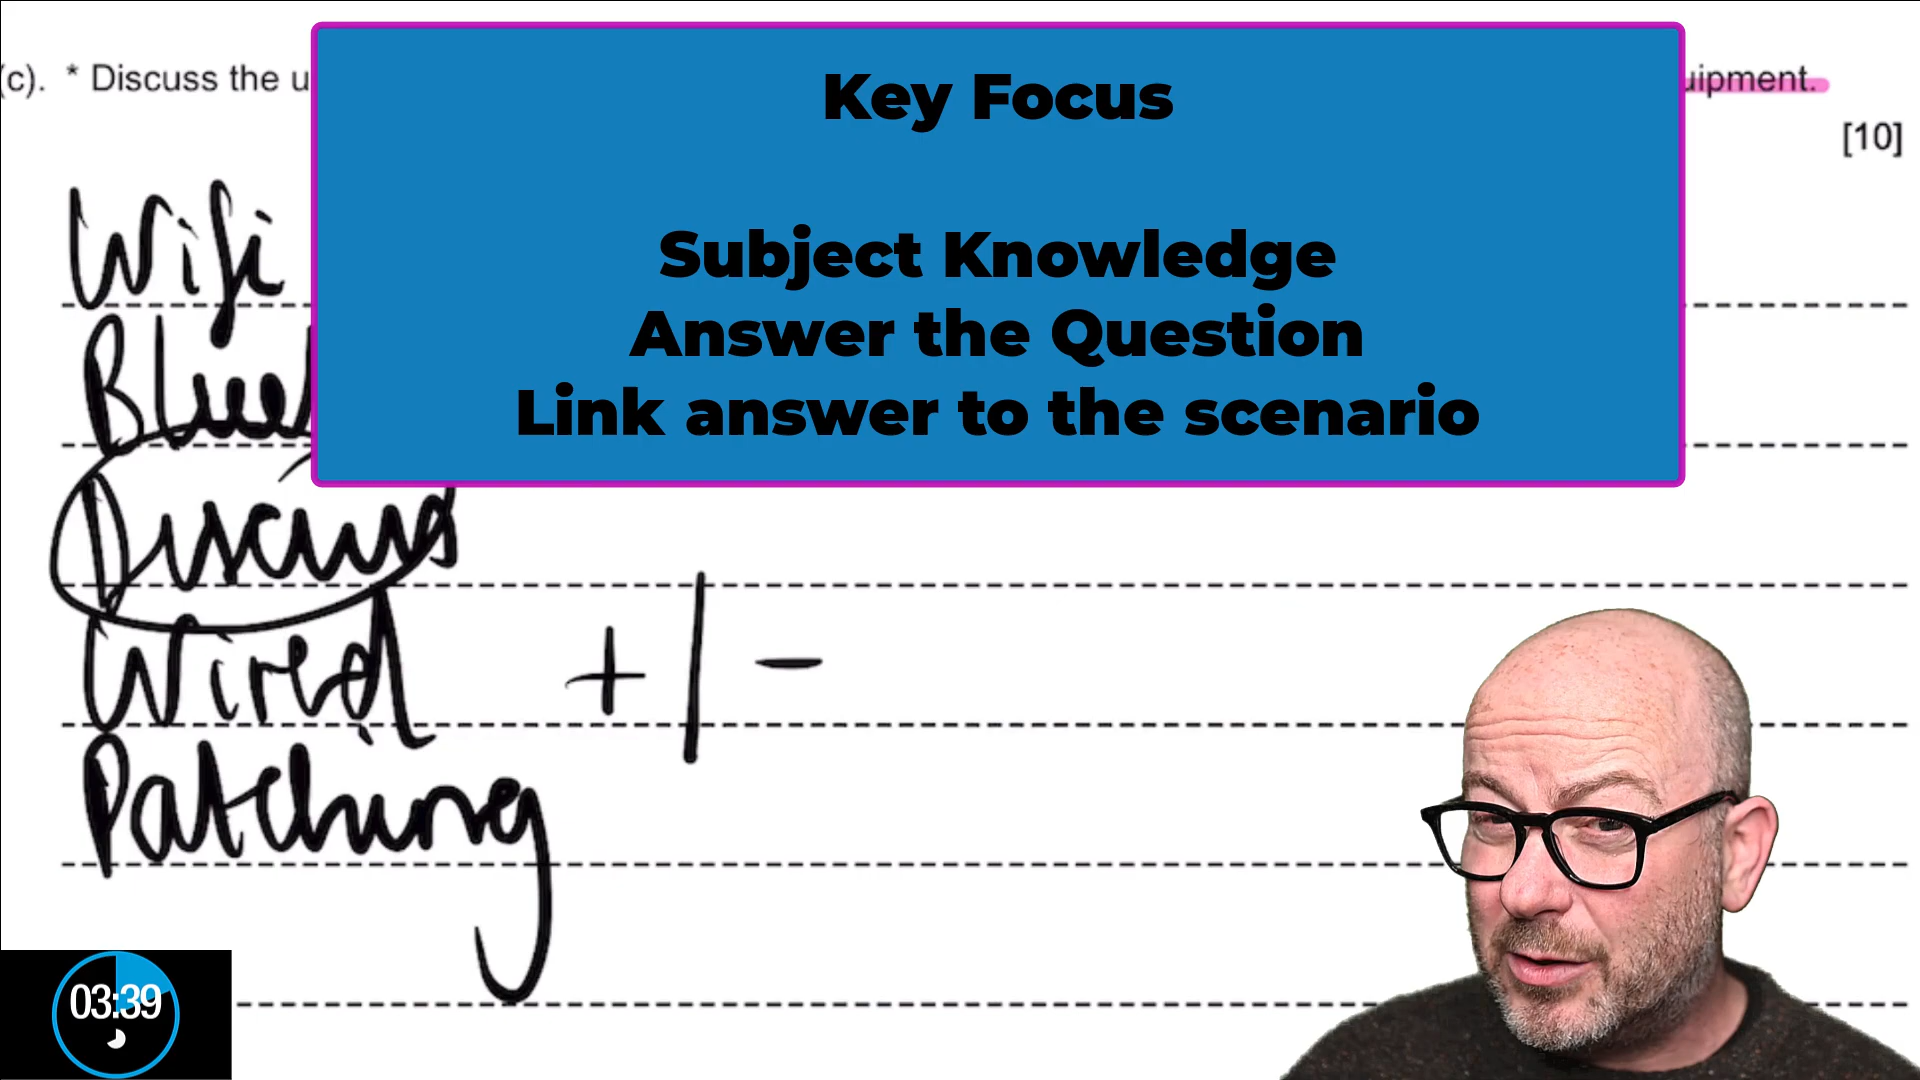 (c). * Discuss the u
uipment.
[10]
Key Focus
Subject Knowledge
Answer the Question
Link answer to the scenario
Wifi
Bluet
Discuss
Wired + | -
Patching
03:39